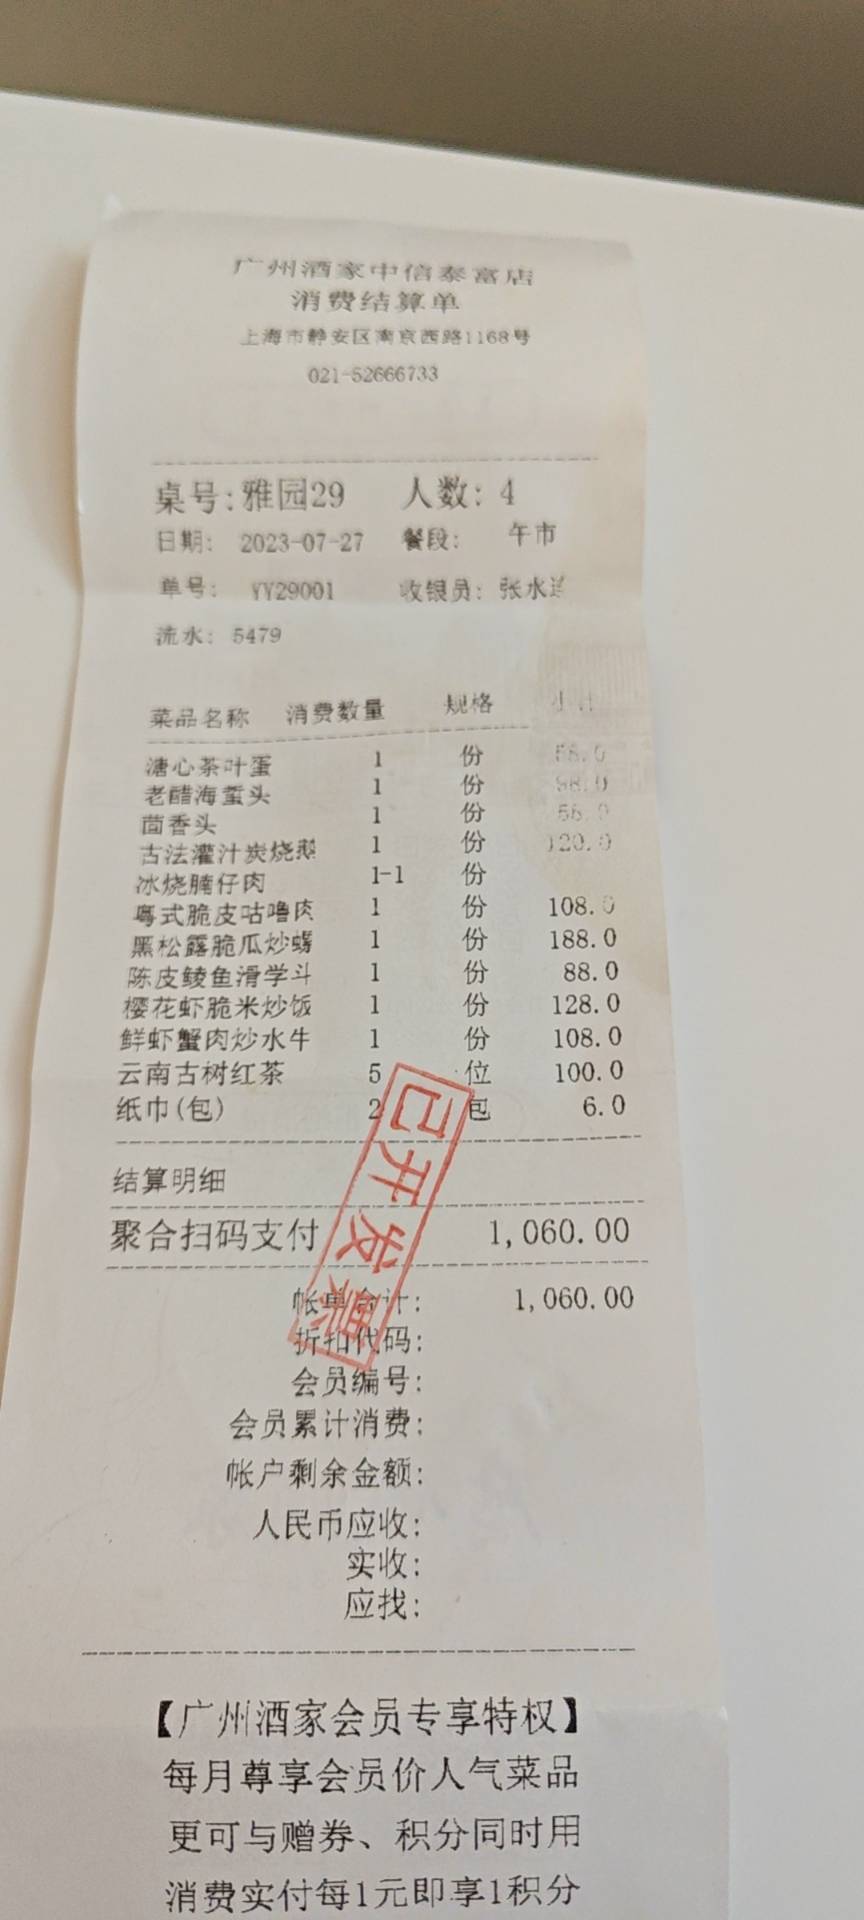 广州酒家中信泰富店
消费结算单
上海市静安区南京西路1168号
021-52666733
桌号:雅园29 人数: 4
日期: 2023-07-27 餐段: 午市
单号: YY29001 收银员: 张水
流水: 5479
菜品名称 消费数量 规格 小计
溏心茶叶蛋 1 份
老醋海蜇头 1 份 98.0
茴香头 1 份
古法灌汁炭烧鹅 1 份 120.0
冰烧腩仔肉 1-1 份
粤式脆皮咕噜肉 1 份 108.0
黑松露脆瓜炒螺 1 份 188.0
陈皮鲮鱼滑学斗 1 份 88.0
樱花虾脆米炒饭 1 份 128.0
鲜虾蟹肉炒水牛 1 份 108.0
云南古树红茶 5 位 100.0
纸巾(包) 2 包 6.0
已开发票
结算明细
聚合扫码支付 1,060.00
帐单合计: 1,060.00
折扣代码:
会员编号:
会员累计消费:
帐户剩余金额:
人民币应收:
实收:
应找:
【广州酒家会员专享特权】
每月尊享会员价人气菜品
更可与赠券、积分同时用
消费实付每1元即享1积分